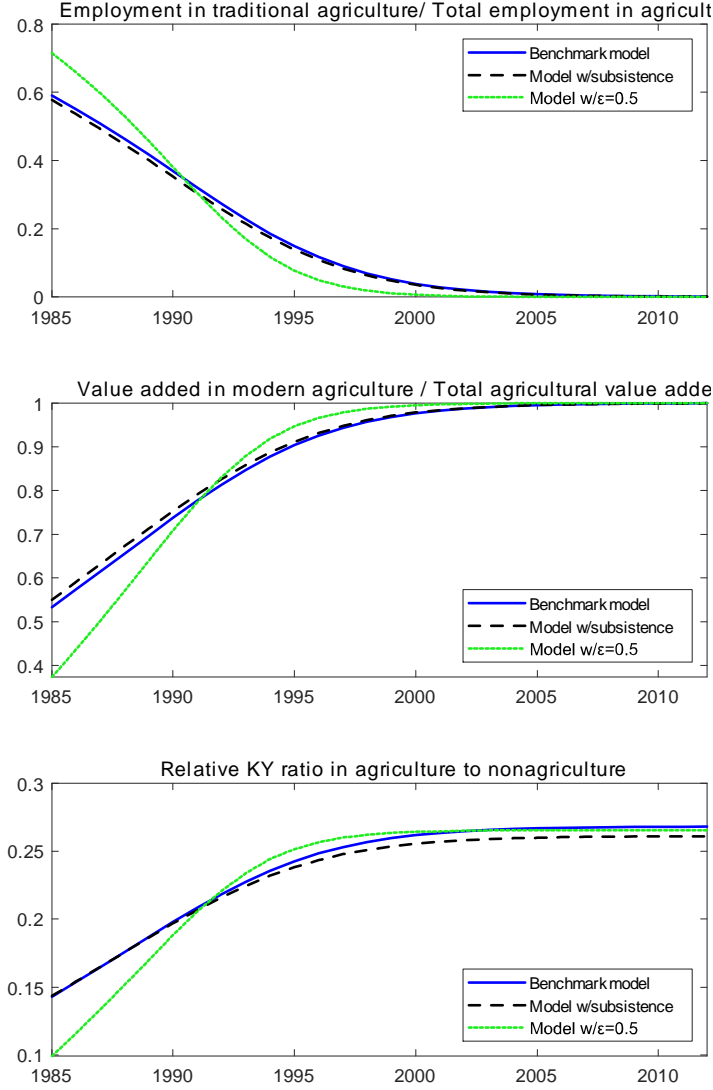 Employment in traditional agriculture/ Total employment in agricult
0.8
Benchmark model
Model w/subsistence
Model w/ε=0.5
0.6
0.4
0.2
0
1985 1990 1995 2000 2005 2010
Value added in modern agriculture / Total agricultural value adde
1
0.9
0.8
0.7
0.6
Benchmark model
0.5
Model w/subsistence
Model w/ε=0.5
0.4
1985 1990 1995 2000 2005 2010
Relative KY ratio in agriculture to nonagriculture
0.3
0.25
0.2
0.15
Benchmark model
Model w/subsistence
Model w/ε=0.5
0.1
1985 1990 1995 2000 2005 2010